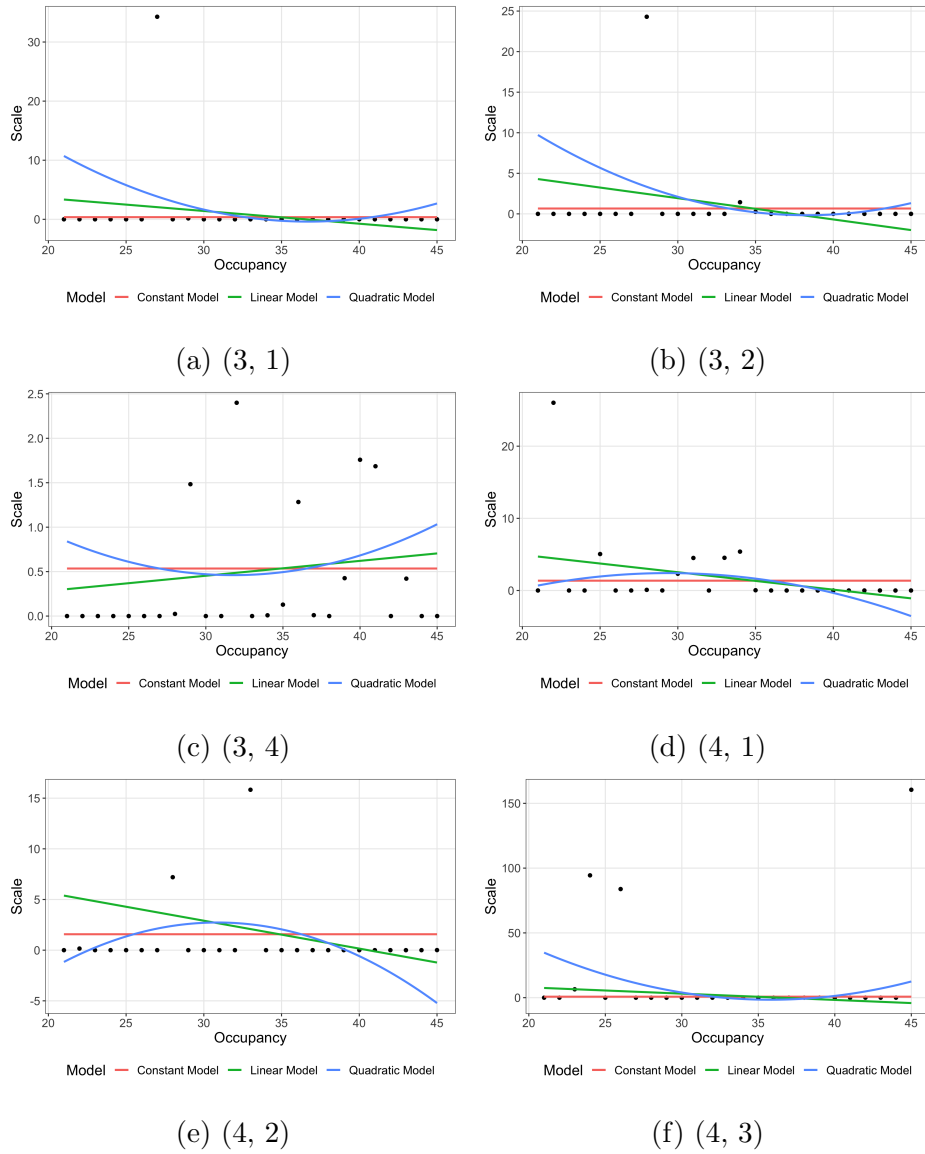 30
20
10
0
Scale
20 25 30 35 40 45
Occupancy
Model Constant Model Linear Model Quadratic Model
(a) (3, 1)
25
20
15
10
5
0
Scale
20 25 30 35 40 45
Occupancy
Model Constant Model Linear Model Quadratic Model
(b) (3, 2)
2.5
2.0
1.5
1.0
0.5
0.0
Scale
20 25 30 35 40 45
Occupancy
Model Constant Model Linear Model Quadratic Model
(c) (3, 4)
20
10
0
Scale
20 25 30 35 40 45
Occupancy
Model Constant Model Linear Model Quadratic Model
(d) (4, 1)
15
10
5
0
-5
Scale
20 25 30 35 40 45
Occupancy
Model Constant Model Linear Model Quadratic Model
(e) (4, 2)
150
100
50
0
Scale
20 25 30 35 40 45
Occupancy
Model Constant Model Linear Model Quadratic Model
(f) (4, 3)